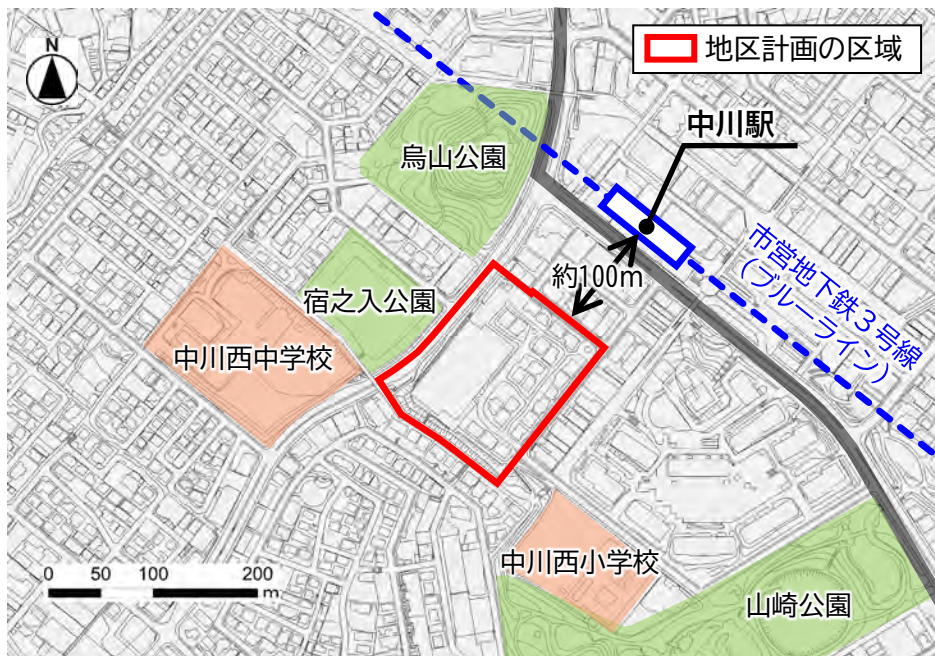 N
地区計画の区域
中川駅
烏山公園
市営地下鉄3号線
（ブルーライン）
約100m
宿之入公園
中川西中学校
中川西小学校
山崎公園
0 50 100 200
m